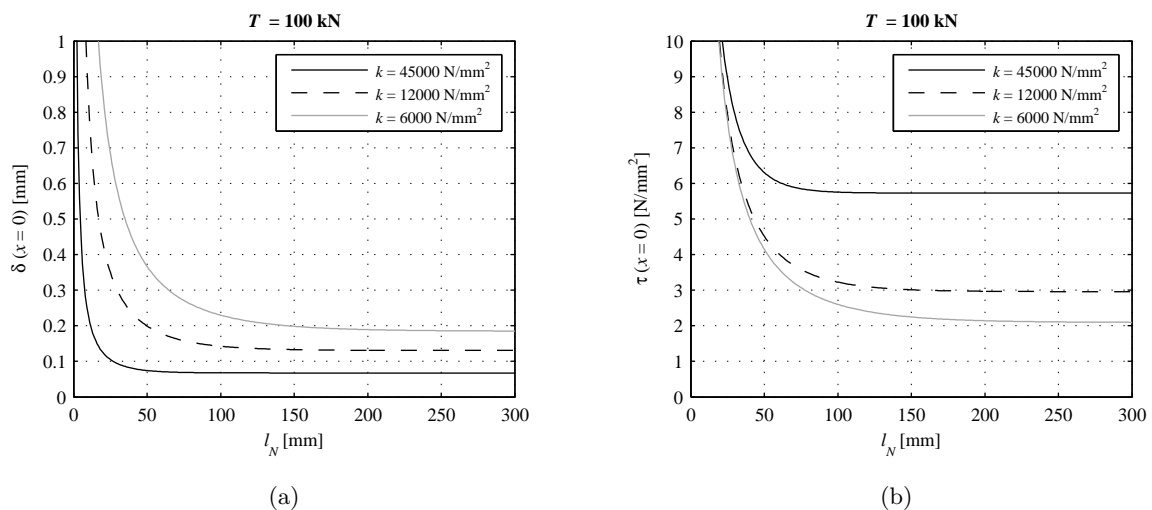 T = 100 kN
1
0.9
0.8
0.7
0.6
0.5
0.4
0.3
0.2
0.1
0
δ (x = 0) [mm]
k = 45000 N/mm²
k = 12000 N/mm²
k = 6000 N/mm²
0 50 100 150 200 250 300
l_N [mm]
(a)
T = 100 kN
10
9
8
7
6
5
4
3
2
1
0
τ (x = 0) [N/mm²]
k = 45000 N/mm²
k = 12000 N/mm²
k = 6000 N/mm²
0 50 100 150 200 250 300
l_N [mm]
(b)